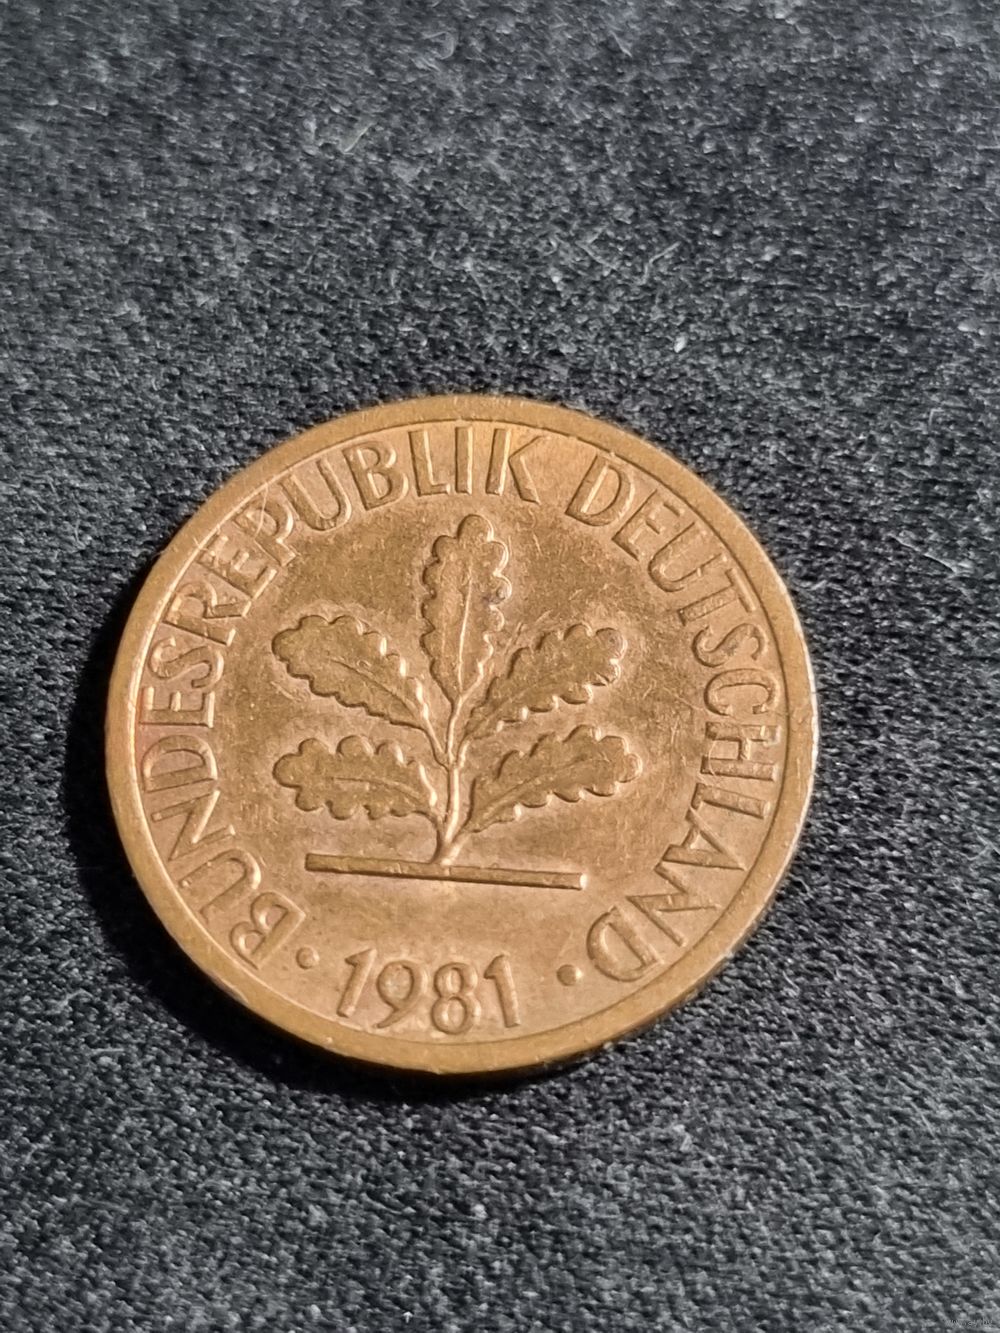 BUNDESREPUBLIK DEUTSCHLAND
· 1981 ·